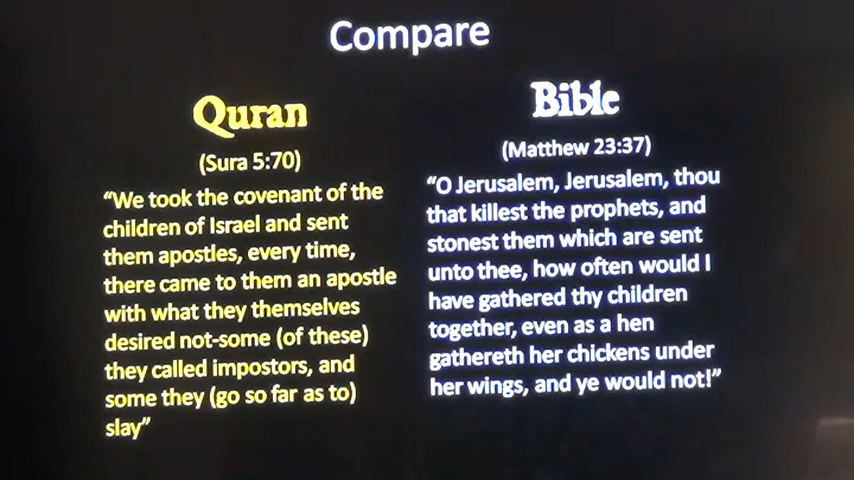 Compare
Quran
(Sura 5:70)
“We took the covenant of the
children of Israel and sent
them apostles, every time,
there came to them an apostle
with what they themselves
desired not-some (of these)
they called impostors, and
some they (go so far as to)
slay”
Bible
(Matthew 23:37)
“O Jerusalem, Jerusalem, thou
that killest the prophets, and
stonest them which are sent
unto thee, how often would I
have gathered thy children
together, even as a hen
gathereth her chickens under
her wings, and ye would not!”